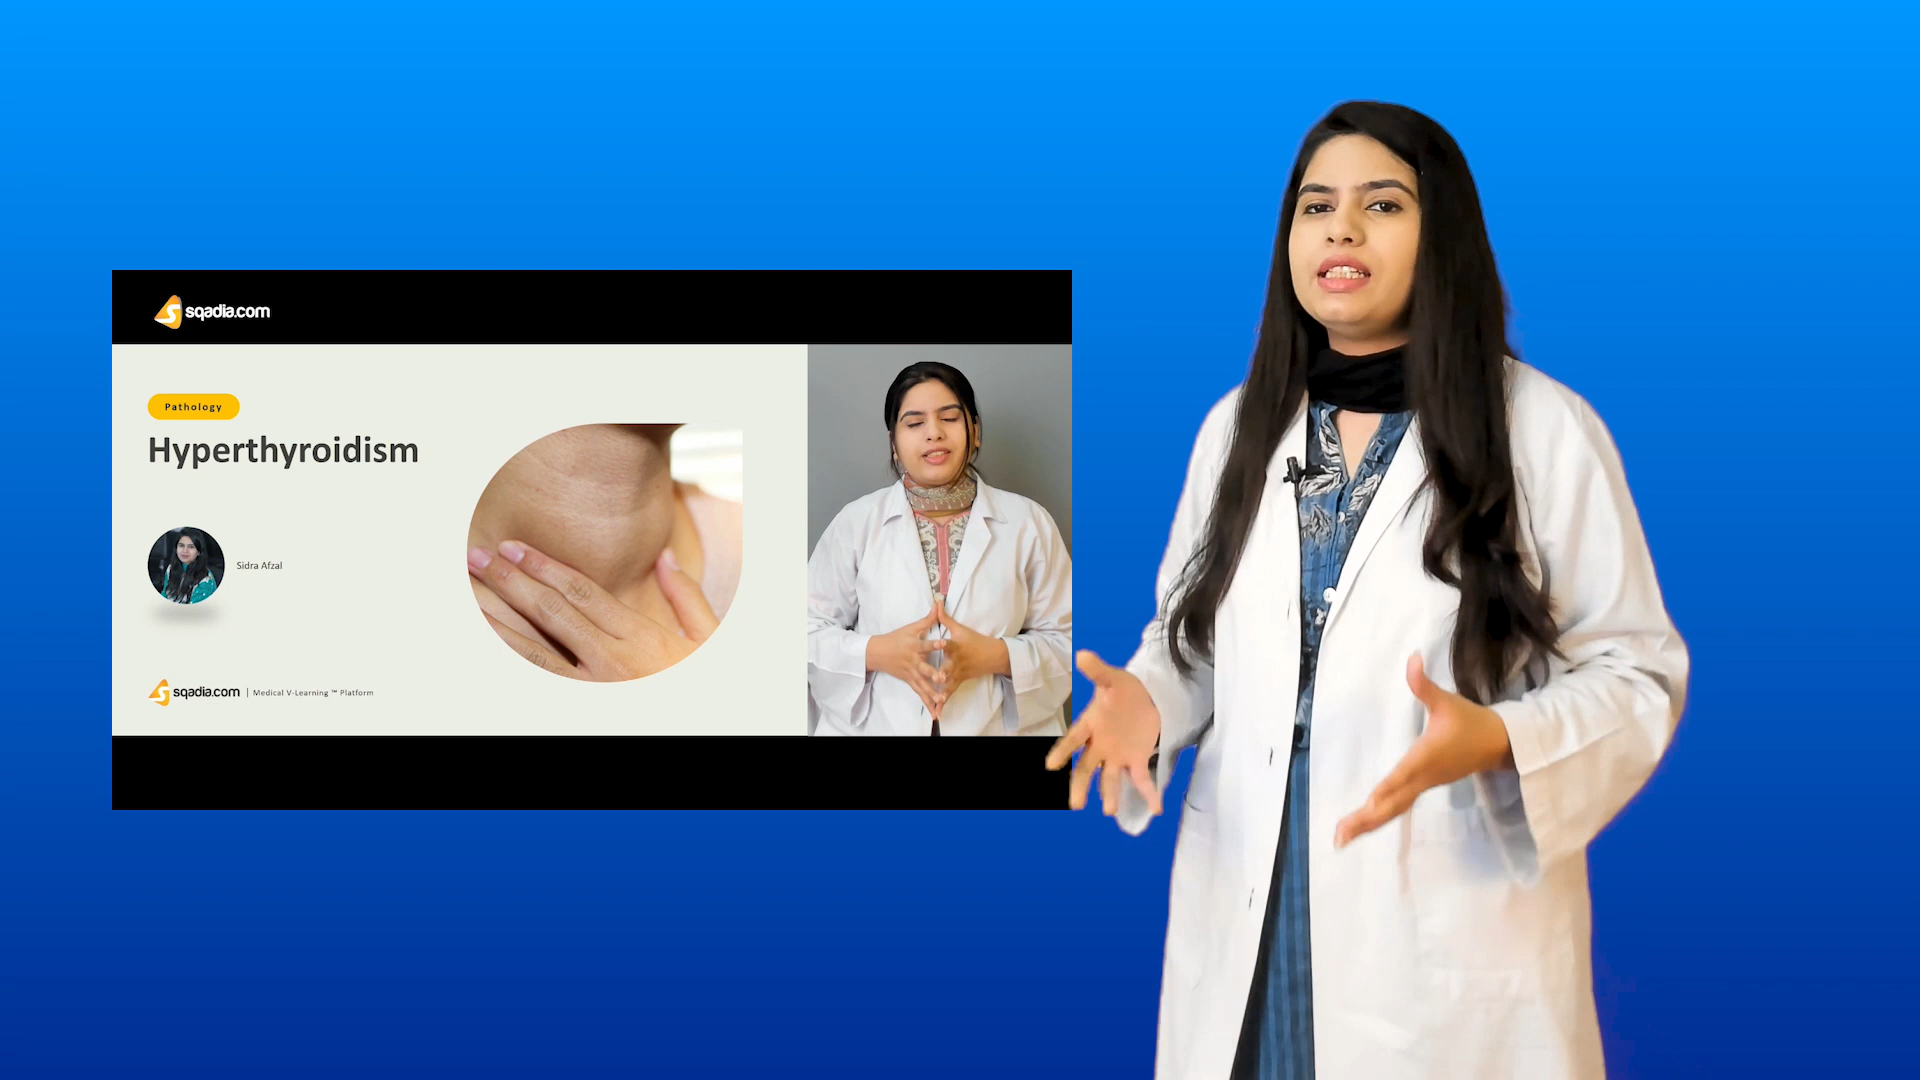 sqadia.com
Pathology
Hyperthyroidism
Sidra Afzal
sqadia.com | Medical V-Learning ™ Platform